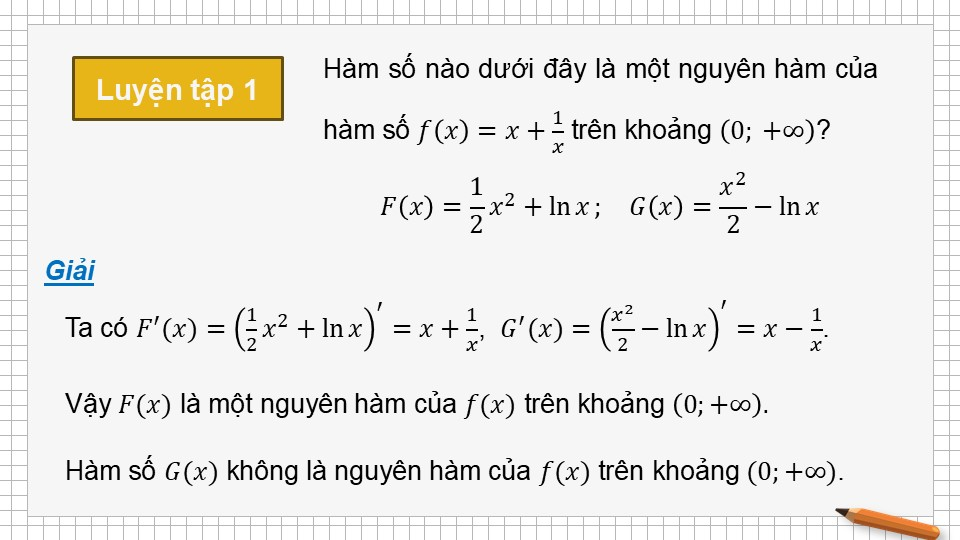 Luyện tập 1
Hàm số nào dưới đây là một nguyên hàm của
hàm số 𝑓(𝑥) = 𝑥 + 1/𝑥 trên khoảng (0; +∞)?
𝐹(𝑥) = 1/2 𝑥² + ln 𝑥 ; 𝐺(𝑥) = 𝑥²/2 − ln 𝑥
Giải
Ta có 𝐹′(𝑥) = (1/2 𝑥² + ln 𝑥)′ = 𝑥 + 1/𝑥, 𝐺′(𝑥) = (𝑥²/2 − ln 𝑥)′ = 𝑥 − 1/𝑥.
Vậy 𝐹(𝑥) là một nguyên hàm của 𝑓(𝑥) trên khoảng (0; +∞).
Hàm số 𝐺(𝑥) không là nguyên hàm của 𝑓(𝑥) trên khoảng (0; +∞).